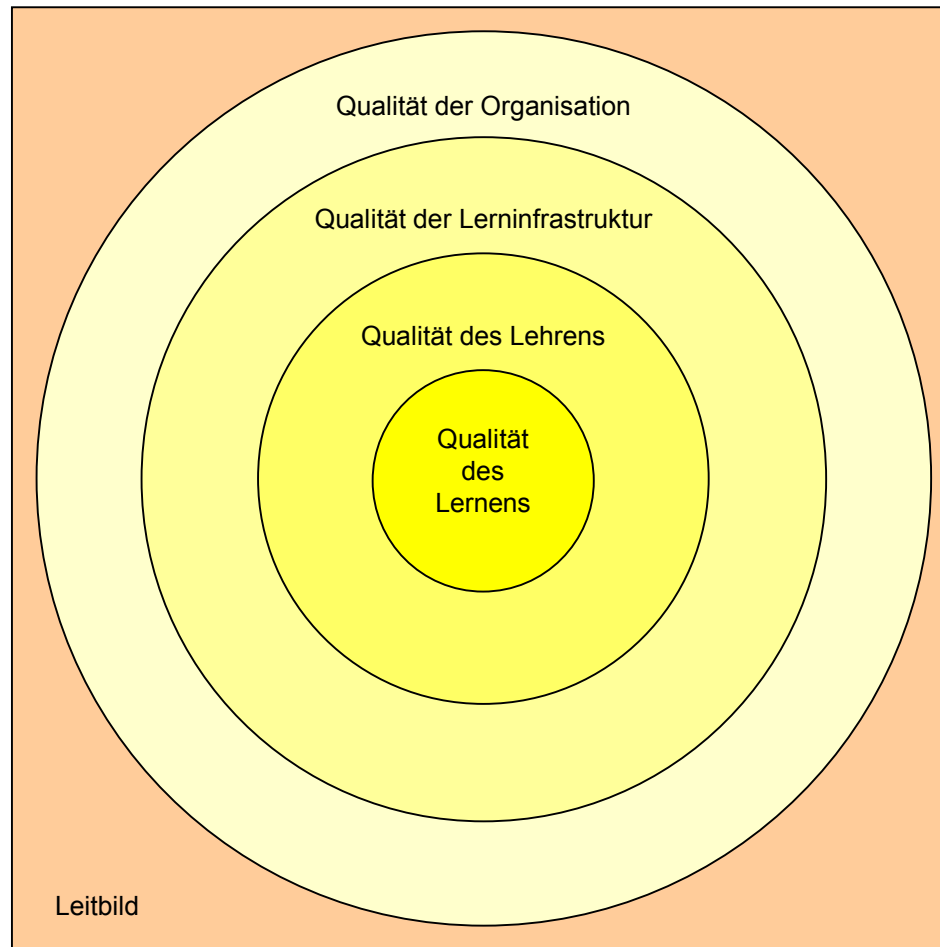 Qualität der Organisation
Qualität der Lerninfrastruktur
Qualität des Lehrens
Qualität
des
Lernens
Leitbild